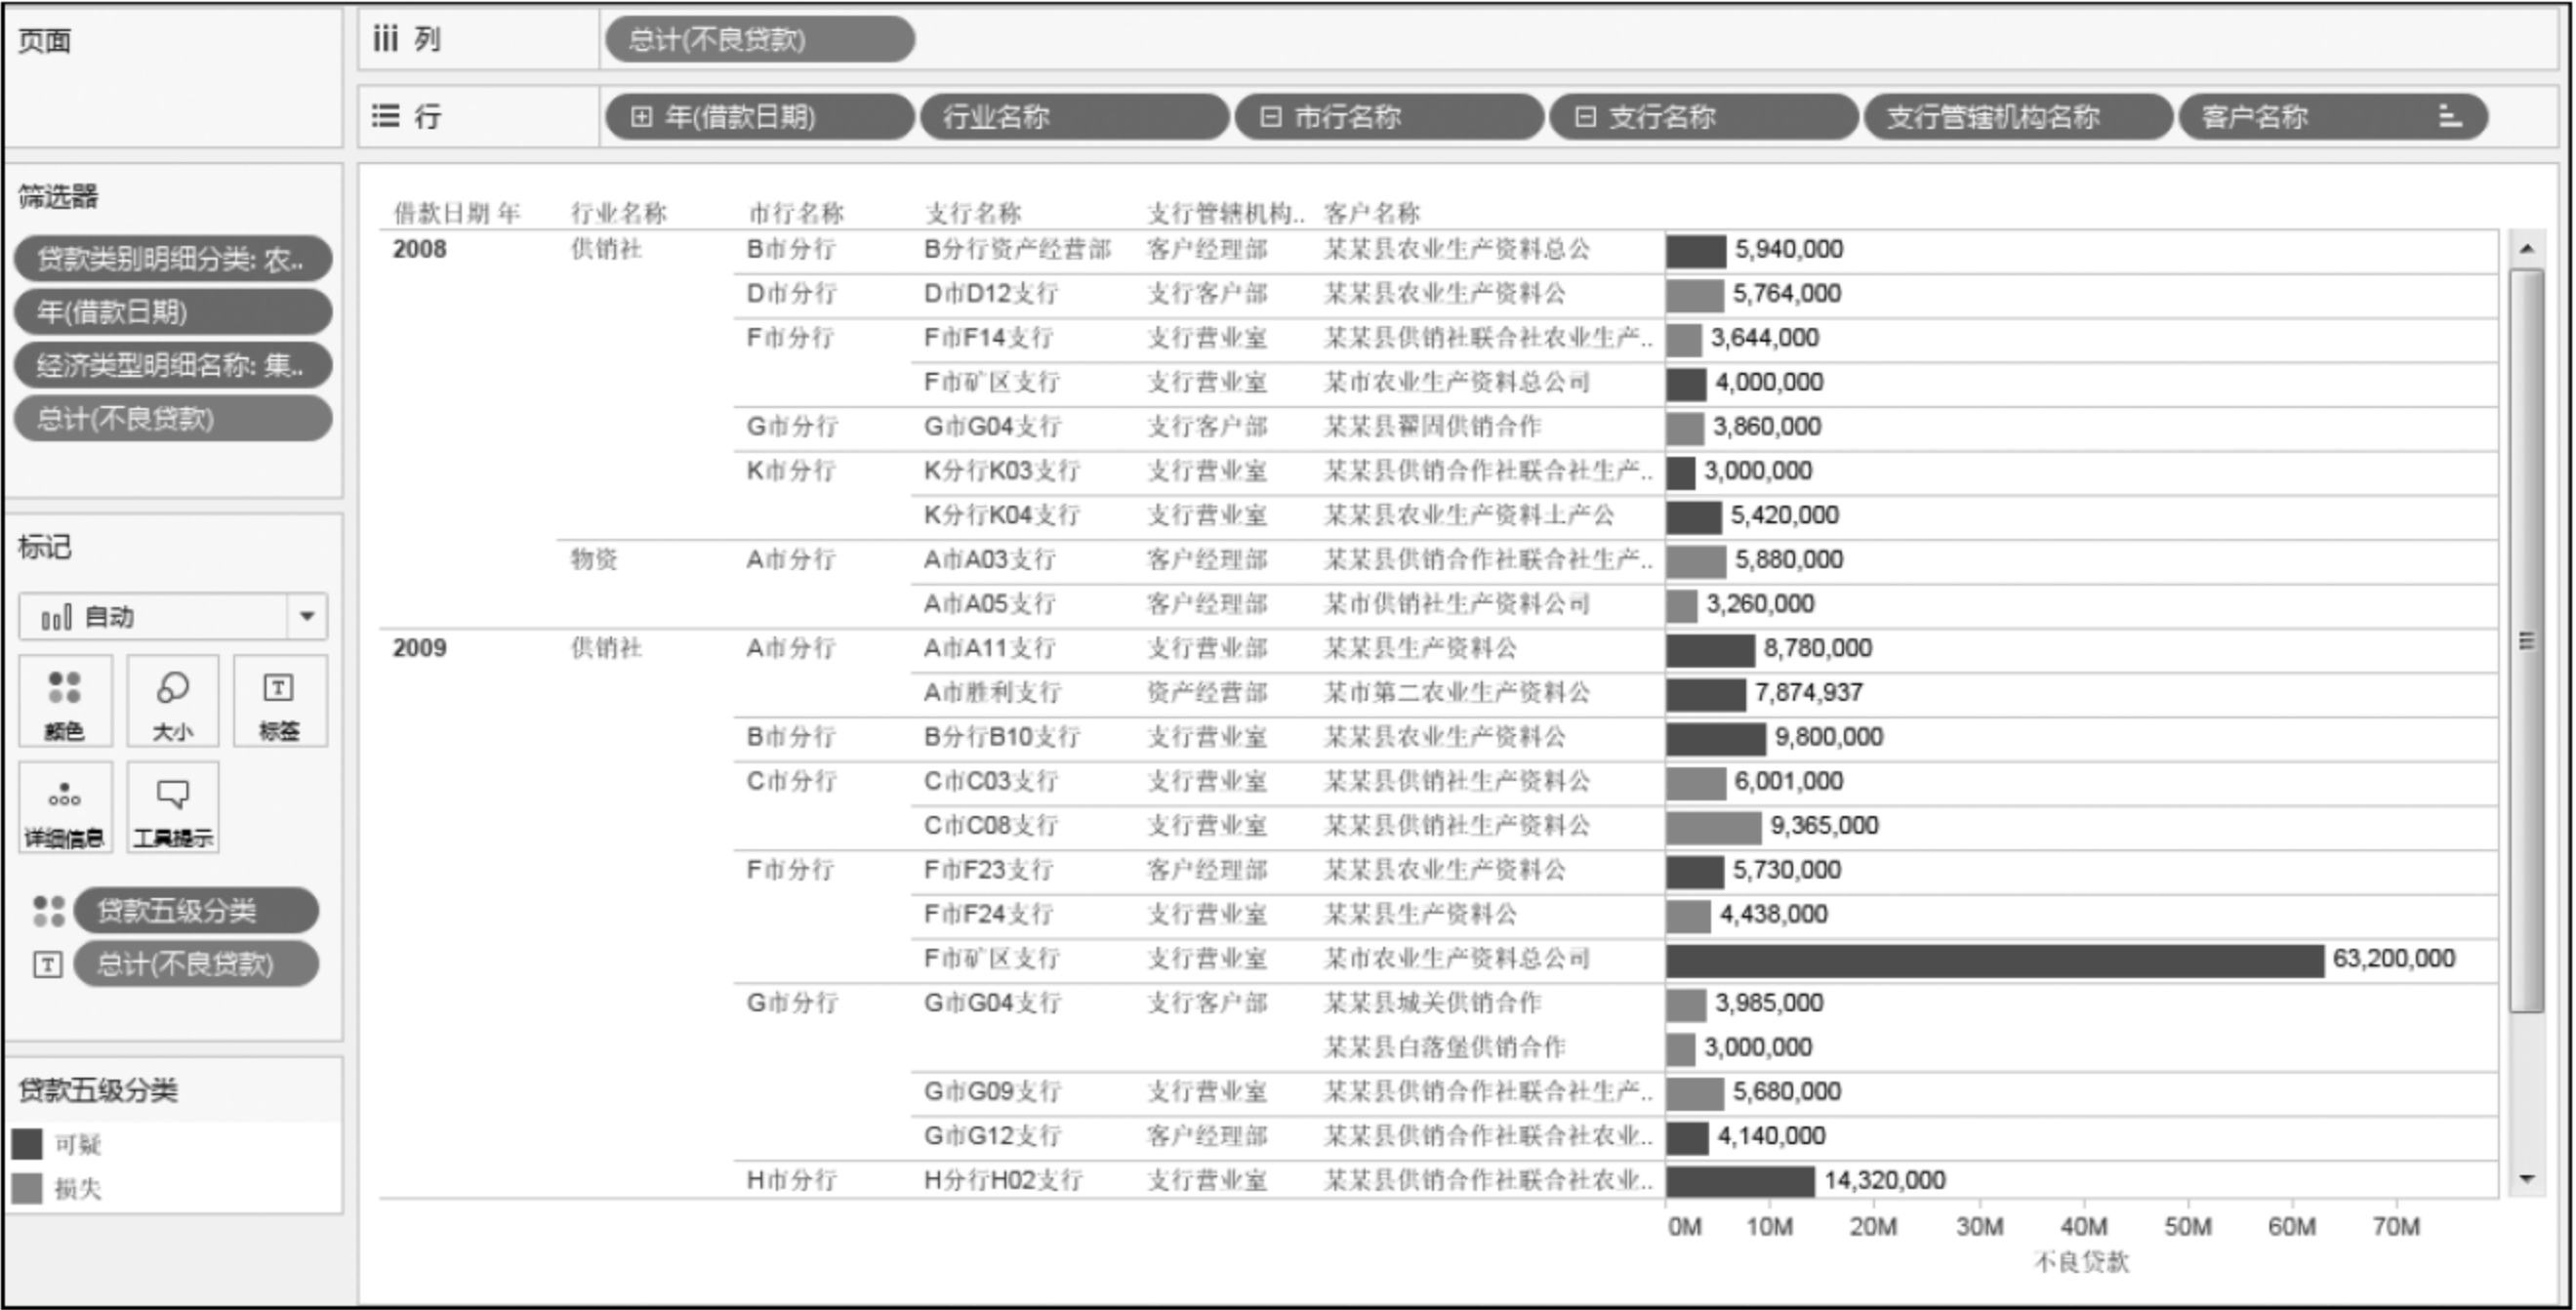 页面
列
总计(不良贷款)
行
年(借款日期) 行业名称 市行名称 支行名称 支行管辖机构名称 客户名称
筛选器
贷款类别明细分类: 农..
年(借款日期)
经济类型明细名称: 集..
总计(不良贷款)
标记
自动
颜色 大小 标签
详细信息 工具提示
贷款五级分类
总计(不良贷款)
贷款五级分类
可疑
损失
借款日期 年 行业名称 市行名称 支行名称 支行管辖机构.. 客户名称
2008 供销社 B市分行 B分行资产经营部 客户经理部 某某县农业生产资料总公 5,940,000
D市分行 D市D12支行 支行客户部 某某县农业生产资料公 5,764,000
F市分行 F市F14支行 支行营业室 某某县供销社联合社农业生产.. 3,644,000
F市矿区支行 支行营业室 某市农业生产资料总公司 4,000,000
G市分行 G市G04支行 支行客户部 某某县翟固供销合作 3,860,000
K市分行 K分行K03支行 支行营业室 某某县供销合作社联合社生产.. 3,000,000
K分行K04支行 支行营业室 某某县农业生产资料土产公 5,420,000
物资 A市分行 A市A03支行 客户经理部 某某县供销合作社联合社生产.. 5,880,000
A市A05支行 客户经理部 某市供销社生产资料公司 3,260,000
2009 供销社 A市分行 A市A11支行 支行营业部 某某县生产资料公 8,780,000
A市胜利支行 资产经营部 某市第二农业生产资料公 7,874,937
B市分行 B分行B10支行 支行营业室 某某县农业生产资料公 9,800,000
C市分行 C市C03支行 支行营业室 某某县供销社生产资料公 6,001,000
C市C08支行 支行营业室 某某县供销社生产资料公 9,365,000
F市分行 F市F23支行 客户经理部 某某县农业生产资料公 5,730,000
F市F24支行 支行营业室 某某县生产资料公 4,438,000
F市矿区支行 支行营业室 某市农业生产资料总公司 63,200,000
G市分行 G市G04支行 支行客户部 某某县城关供销合作 3,985,000
某某县白落堡供销合作 3,000,000
G市G09支行 支行营业室 某某县供销合作社联合社生产.. 5,680,000
G市G12支行 客户经理部 某某县供销合作社联合社农业.. 4,140,000
H市分行 H分行H02支行 支行营业室 某某县供销合作社联合社农业.. 14,320,000
0M 10M 20M 30M 40M 50M 60M 70M
不良贷款